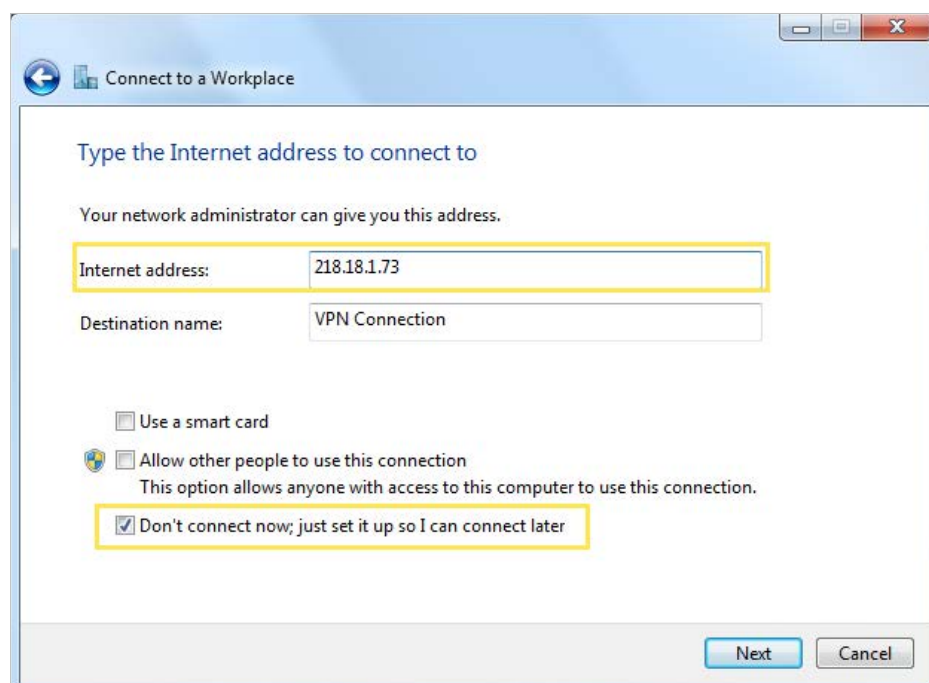 Connect to a Workplace
Type the Internet address to connect to
Your network administrator can give you this address.
Internet address: 218.18.1.73
Destination name: VPN Connection
Use a smart card
Allow other people to use this connection
This option allows anyone with access to this computer to use this connection.
Don't connect now; just set it up so I can connect later
Next Cancel